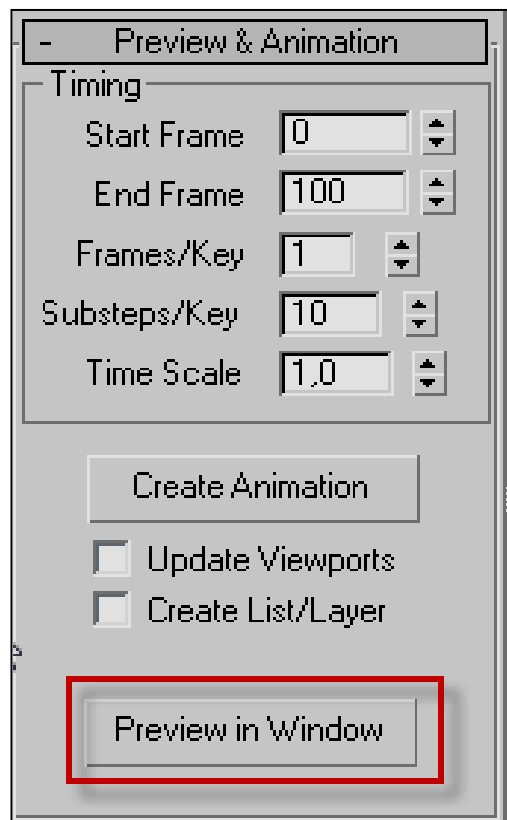 - Preview & Animation
Timing
Start Frame 0
End Frame 100
Frames/Key 1
Substeps/Key 10
Time Scale 1,0
Create Animation
Update Viewports
Create List/Layer
Preview in Window